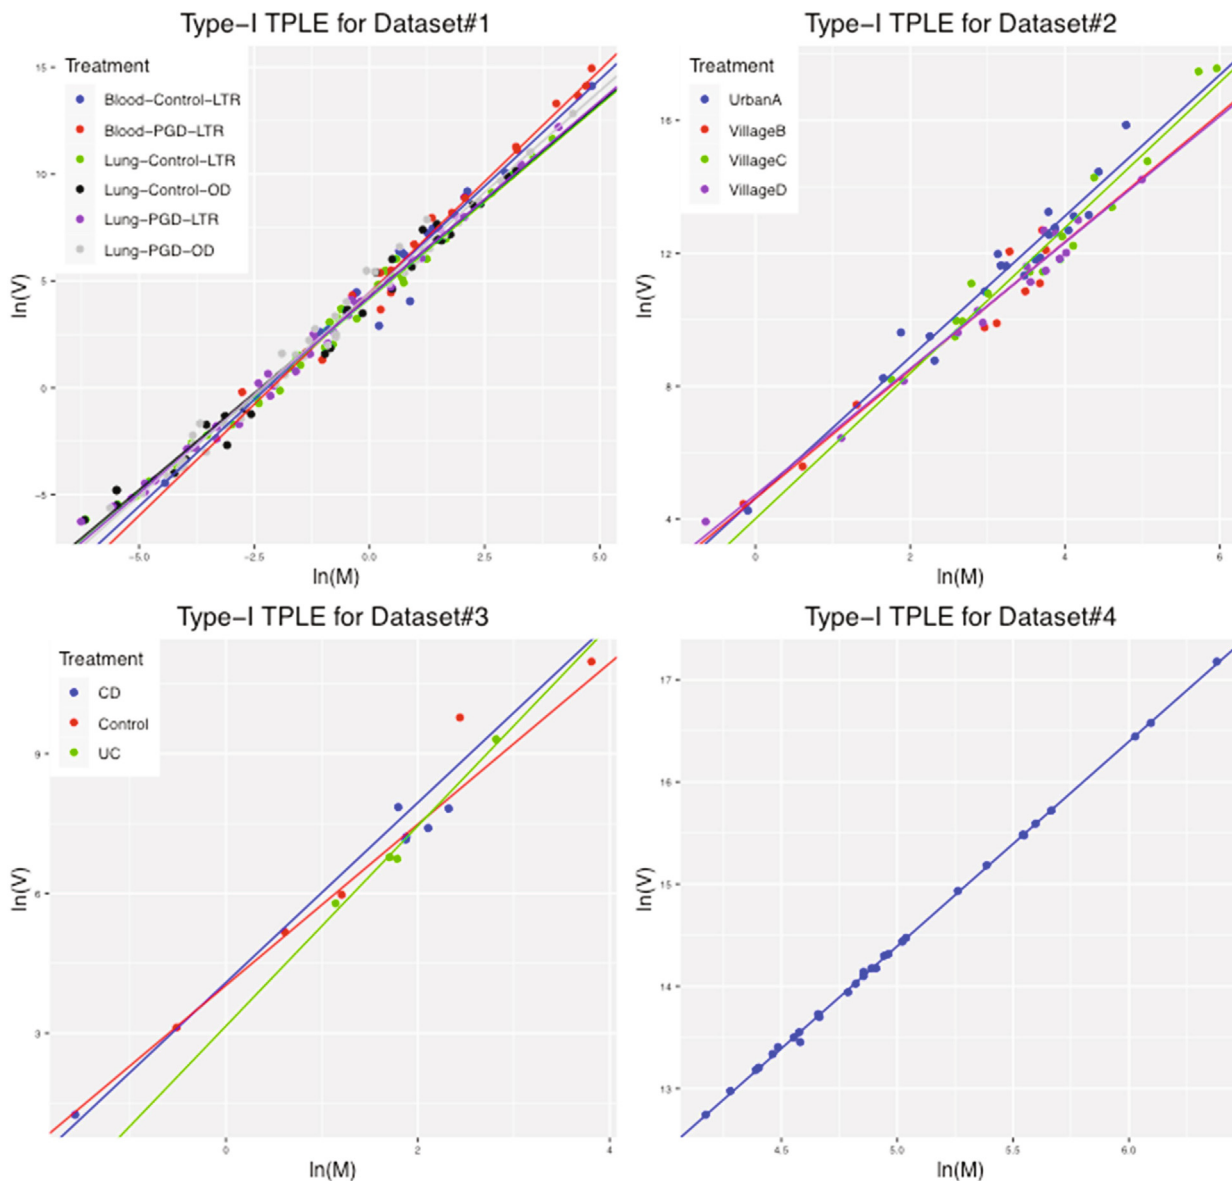 Type-I TPLE for Dataset#1
Treatment
Blood-Control-LTR
Blood-PGD-LTR
Lung-Control-LTR
Lung-Control-OD
Lung-PGD-LTR
Lung-PGD-OD
ln(V)
15
10
5
0
-5
-5.0 -2.5 0.0 2.5 5.0
ln(M)
Type-I TPLE for Dataset#2
Treatment
UrbanA
VillageB
VillageC
VillageD
ln(V)
16
12
8
4
0 2 4 6
ln(M)
Type-I TPLE for Dataset#3
Treatment
CD
Control
UC
ln(V)
9
6
3
0 2 4
ln(M)
Type-I TPLE for Dataset#4
ln(V)
17
16
15
14
13
4.5 5.0 5.5 6.0
ln(M)